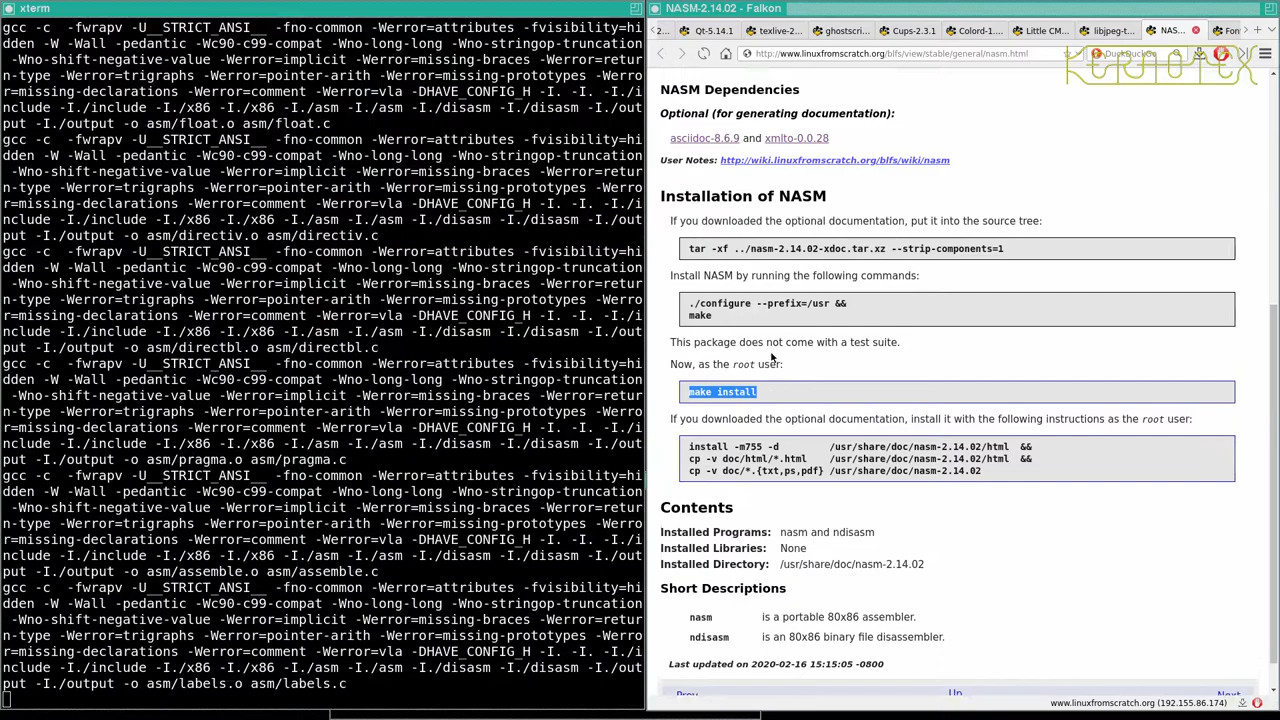 xterm
gcc -c  -fwrapv -U__STRICT_ANSI__ -fno-common -Werror=attributes -fvisibility=hi
dden -W -Wall -pedantic -Wc90-c99-compat -Wno-long-long -Wno-stringop-truncation
 -Wno-shift-negative-value -Werror=implicit -Werror=missing-braces -Werror=retur
n-type -Werror=trigraphs -Werror=pointer-arith -Werror=missing-prototypes -Werro
r=missing-declarations -Werror=comment -Werror=vla -DHAVE_CONFIG_H -I. -I. -I./i
nclude -I./include -I./x86 -I./x86 -I./asm -I./asm -I./disasm -I./disasm -I./out
put -I./output -o asm/float.o asm/float.c
gcc -c  -fwrapv -U__STRICT_ANSI__ -fno-common -Werror=attributes -fvisibility=hi
dden -W -Wall -pedantic -Wc90-c99-compat -Wno-long-long -Wno-stringop-truncation
 -Wno-shift-negative-value -Werror=implicit -Werror=missing-braces -Werror=retur
n-type -Werror=trigraphs -Werror=pointer-arith -Werror=missing-prototypes -Werro
r=missing-declarations -Werror=comment -Werror=vla -DHAVE_CONFIG_H -I. -I. -I./i
nclude -I./include -I./x86 -I./x86 -I./asm -I./asm -I./disasm -I./disasm -I./out
put -I./output -o asm/directiv.o asm/directiv.c
gcc -c  -fwrapv -U__STRICT_ANSI__ -fno-common -Werror=attributes -fvisibility=hi
dden -W -Wall -pedantic -Wc90-c99-compat -Wno-long-long -Wno-stringop-truncation
 -Wno-shift-negative-value -Werror=implicit -Werror=missing-braces -Werror=retur
n-type -Werror=trigraphs -Werror=pointer-arith -Werror=missing-prototypes -Werro
r=missing-declarations -Werror=comment -Werror=vla -DHAVE_CONFIG_H -I. -I. -I./i
nclude -I./include -I./x86 -I./x86 -I./asm -I./asm -I./disasm -I./disasm -I./out
put -I./output -o asm/directbl.o asm/directbl.c
gcc -c  -fwrapv -U__STRICT_ANSI__ -fno-common -Werror=attributes -fvisibility=hi
dden -W -Wall -pedantic -Wc90-c99-compat -Wno-long-long -Wno-stringop-truncation
 -Wno-shift-negative-value -Werror=implicit -Werror=missing-braces -Werror=retur
n-type -Werror=trigraphs -Werror=pointer-arith -Werror=missing-prototypes -Werro
r=missing-declarations -Werror=comment -Werror=vla -DHAVE_CONFIG_H -I. -I. -I./i
nclude -I./include -I./x86 -I./x86 -I./asm -I./asm -I./disasm -I./disasm -I./out
put -I./output -o asm/pragma.o asm/pragma.c
gcc -c  -fwrapv -U__STRICT_ANSI__ -fno-common -Werror=attributes -fvisibility=hi
dden -W -Wall -pedantic -Wc90-c99-compat -Wno-long-long -Wno-stringop-truncation
 -Wno-shift-negative-value -Werror=implicit -Werror=missing-braces -Werror=retur
n-type -Werror=trigraphs -Werror=pointer-arith -Werror=missing-prototypes -Werro
r=missing-declarations -Werror=comment -Werror=vla -DHAVE_CONFIG_H -I. -I. -I./i
nclude -I./include -I./x86 -I./x86 -I./asm -I./asm -I./disasm -I./disasm -I./out
put -I./output -o asm/assemble.o asm/assemble.c
gcc -c  -fwrapv -U__STRICT_ANSI__ -fno-common -Werror=attributes -fvisibility=hi
dden -W -Wall -pedantic -Wc90-c99-compat -Wno-long-long -Wno-stringop-truncation
 -Wno-shift-negative-value -Werror=implicit -Werror=missing-braces -Werror=retur
n-type -Werror=trigraphs -Werror=pointer-arith -Werror=missing-prototypes -Werro
r=missing-declarations -Werror=comment -Werror=vla -DHAVE_CONFIG_H -I. -I. -I./i
nclude -I./include -I./x86 -I./x86 -I./asm -I./asm -I./disasm -I./disasm -I./out
put -I./output -o asm/labels.o asm/labels.c
NASM-2.14.02 - Falkon
2... Qt-5.14.1 texlive-2... ghostscri... Cups-2.3.1 Colord-1.... Little CM... libjpeg-t... NAS... Fon
http://www.linuxfromscratch.org/blfs/view/stable/general/nasm.html DuckDuckGo
KERNOTEX
NASM Dependencies
Optional (for generating documentation):
asciidoc-8.6.9 and xmlto-0.0.28
User Notes: http://wiki.linuxfromscratch.org/blfs/wiki/nasm
Installation of NASM
If you downloaded the optional documentation, put it into the source tree:
tar -xf ../nasm-2.14.02-xdoc.tar.xz --strip-components=1
Install NASM by running the following commands:
./configure --prefix=/usr &&
make
This package does not come with a test suite.
Now, as the root user:
make install
If you downloaded the optional documentation, install it with the following instructions as the root user:
install -m755 -d       /usr/share/doc/nasm-2.14.02/html  &&
cp -v doc/html/*.html    /usr/share/doc/nasm-2.14.02/html  &&
cp -v doc/*.{txt,ps,pdf} /usr/share/doc/nasm-2.14.02
Contents
Installed Programs: nasm and ndisasm
Installed Libraries: None
Installed Directory: /usr/share/doc/nasm-2.14.02
Short Descriptions
nasm is a portable 80x86 assembler.
ndisasm is an 80x86 binary file disassembler.
Last updated on 2020-02-16 15:15:05 -0800
Prev Up Next
www.linuxfromscratch.org (192.155.86.174)